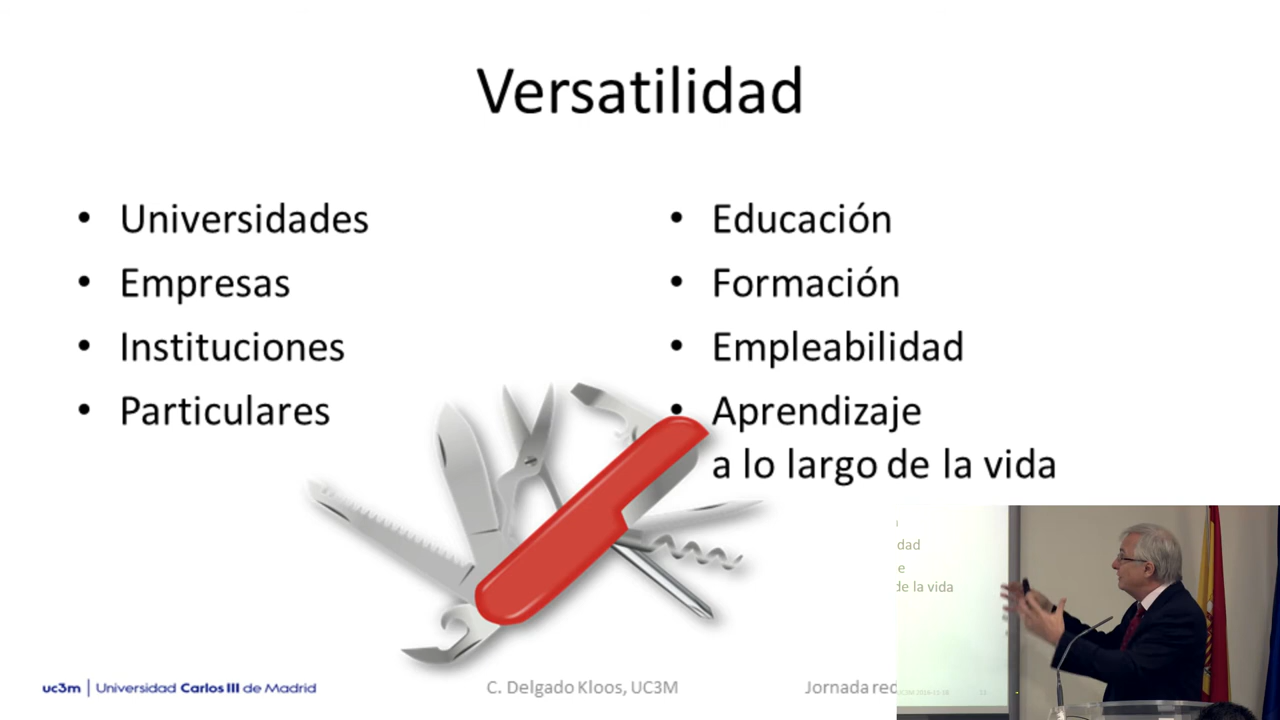 Versatilidad
• Universidades
• Empresas
• Instituciones
• Particulares
• Educación
• Formación
• Empleabilidad
• Aprendizaje
a lo largo de la vida
uc3m | Universidad Carlos III de Madrid
C. Delgado Kloos, UC3M
Jornada red
dad
e
de la vida